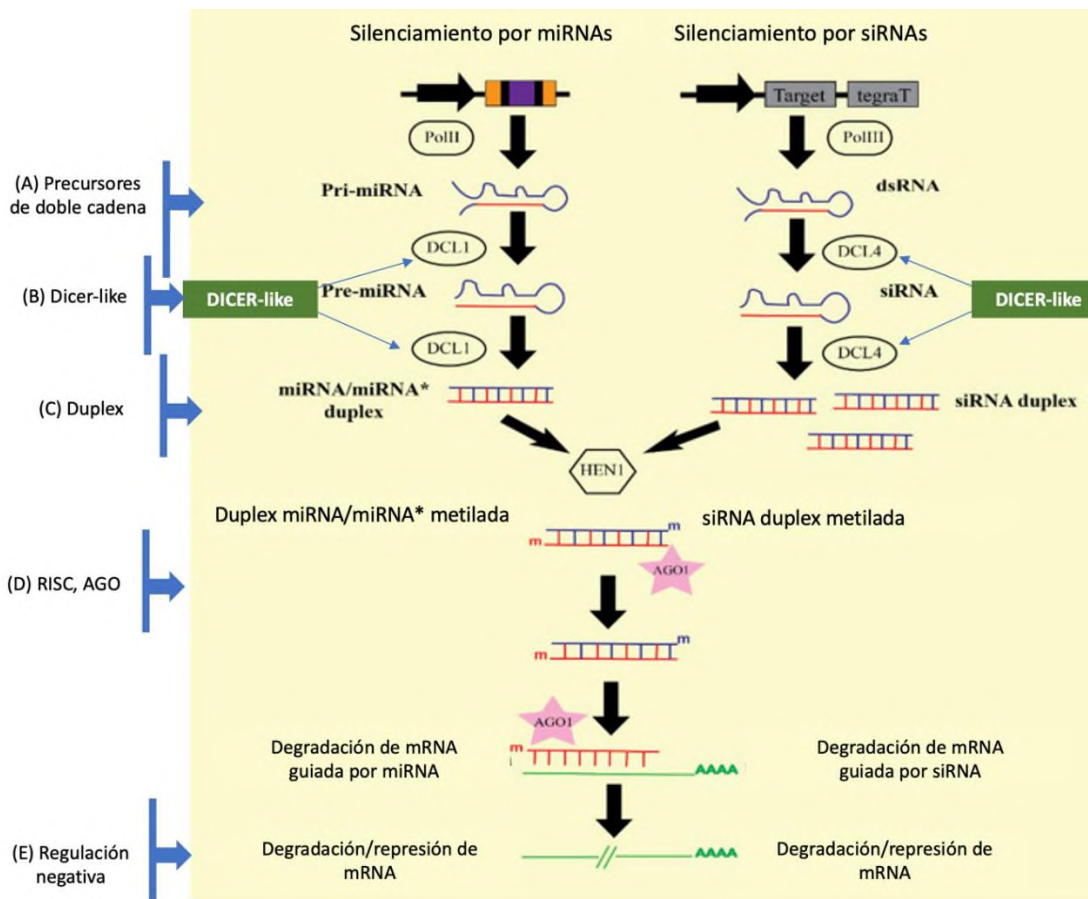 Silenciamiento por miRNAs
Silenciamiento por siRNAs
Target
tegraT
PolII
PolIII
(A) Precursores
de doble cadena
Pri-miRNA
dsRNA
DCL1
DCL4
(B) Dicer-like
DICER-like
Pre-miRNA
siRNA
DICER-like
DCL1
DCL4
(C) Duplex
miRNA/miRNA*
duplex
siRNA duplex
HEN1
Duplex miRNA/miRNA* metilada
siRNA duplex metilada
m
m
AGO1
(D) RISC, AGO
m
m
AGO1
Degradación de mRNA
guiada por miRNA
m
AAAA
Degradación de mRNA
guiada por siRNA
(E) Regulación
negativa
Degradación/represión de
mRNA
AAAA
Degradación/represión de
mRNA